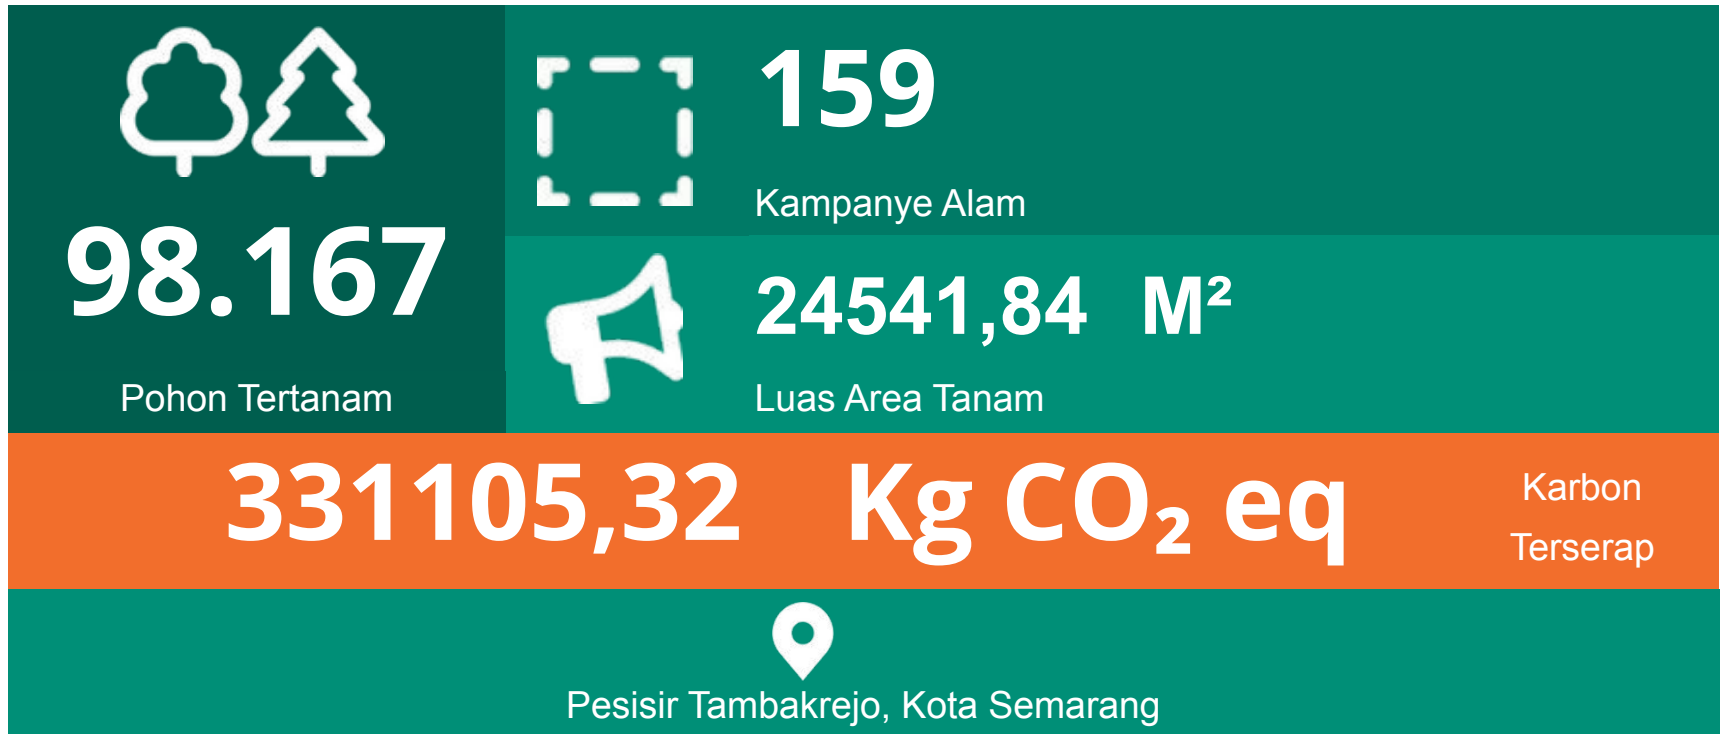 98.167
Pohon Tertanam
159
Kampanye Alam
24541,84 M²
Luas Area Tanam
331105,32 Kg CO₂ eq
Karbon
Terserap
Pesisir Tambakrejo, Kota Semarang